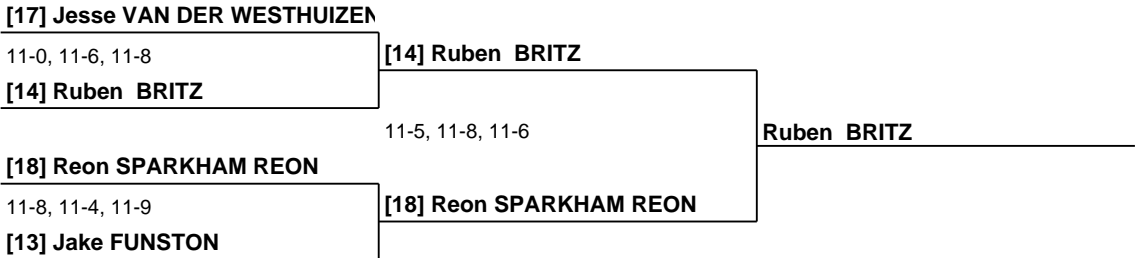 [17] Jesse VAN DER WESTHUIZEN
11-0, 11-6, 11-8
[14] Ruben BRITZ
[14] Ruben BRITZ
11-5, 11-8, 11-6
Ruben BRITZ
[18] Reon SPARKHAM REON
11-8, 11-4, 11-9
[18] Reon SPARKHAM REON
[13] Jake FUNSTON